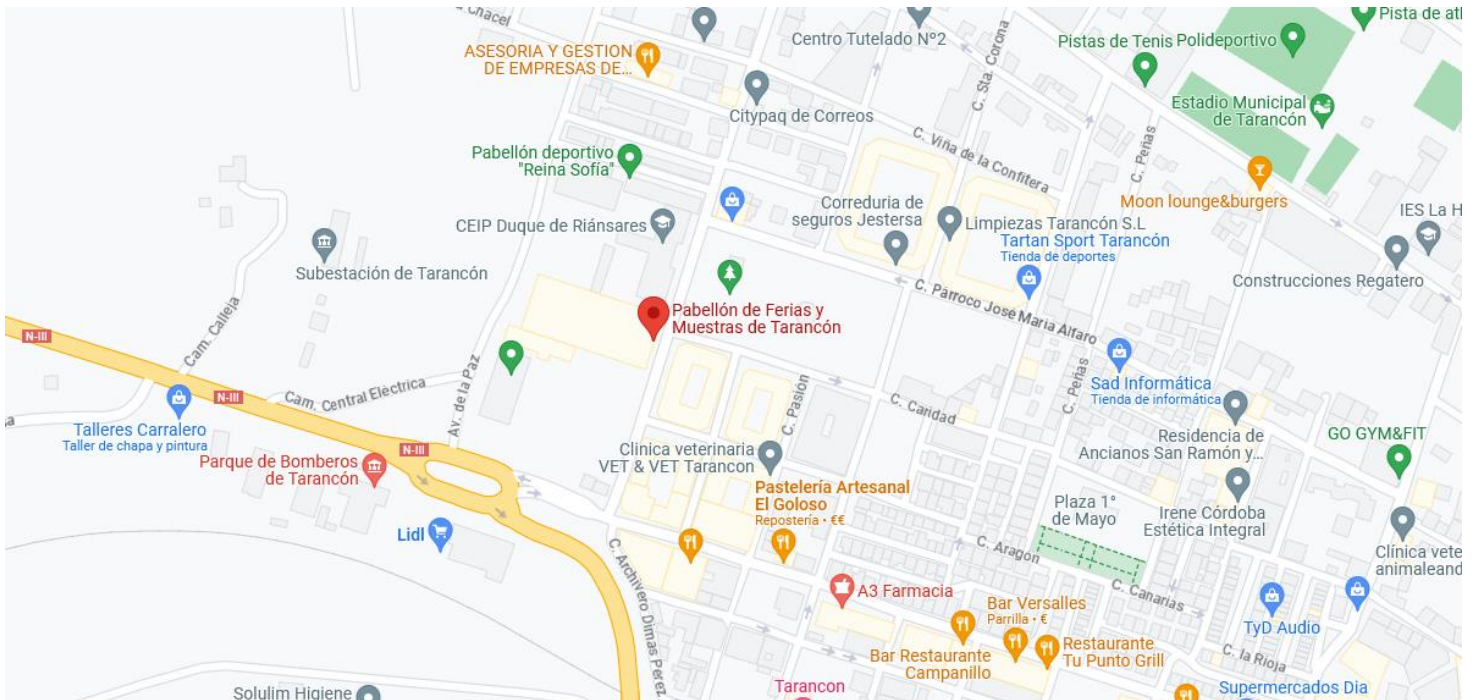 Chacel
ASESORIA Y GESTION
DE EMPRESAS DE...
Centro Tutelado Nº2
C. Sta. Corona
Pistas de Tenis
Polideportivo
Pista de atl
Citypaq de Correos
Estadio Municipal
de Tarancón
C. Viña de la Confitera
C. Peñas
Pabellón deportivo
"Reina Sofía"
Moon lounge&burgers
Correduria de
seguros Jestersa
CEIP Duque de Riánsares
Limpiezas Tarancón S.L
IES La H
Tartan Sport Tarancón
Tienda de deportes
Subestación de Tarancón
Construcciones Regatero
C. Párroco José María Alfaro
Pabellón de Ferias y
Muestras de Tarancón
Cam. Calleja
N-III
Sad Informática
Tienda de informática
C. Peñas
Av. de la Paz
Cam. Central Eléctrica
N-III
C. Pasión
C. Caridad
Talleres Carralero
Taller de chapa y pintura
Residencia de
Ancianos San Ramón y...
GO GYM&FIT
N-III
Clinica veterinaria
VET & VET Tarancon
Parque de Bomberos
de Tarancón
Pastelería Artesanal
El Goloso
Repostería · €€
Plaza 1°
de Mayo
Irene Córdoba
Estética Integral
Lidl
C. Aragon
Clínica vete
animaleand
C. Archivero Dimas Perez
A3 Farmacia
C. Canarias
Bar Versalles
Parrilla · €
TyD Audio
Bar Restaurante
Campanillo
Restaurante
Tu Punto Grill
C. la Rioja
Solulim Higiene
Tarancon
Supermercados Dia